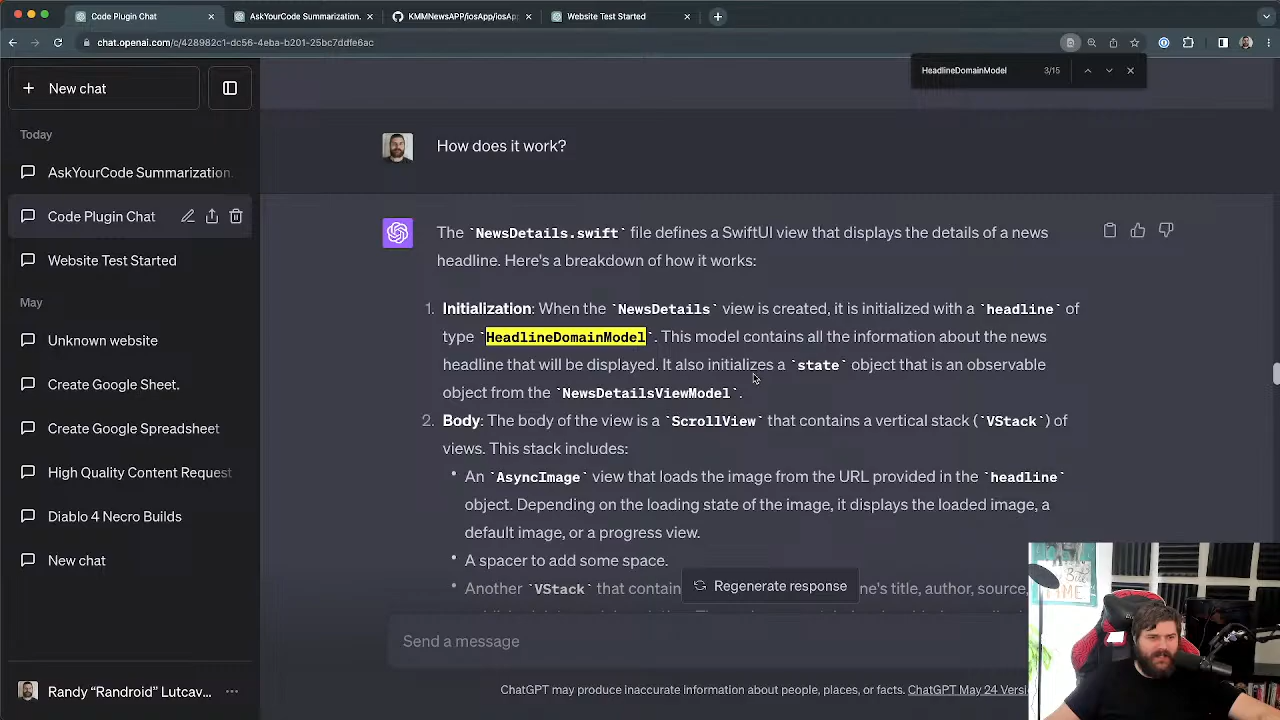 Code Plugin Chat
AskYourCode Summarization.
KMMNewsAPP/iosApp/iosAp
Website Test Started
chat.openai.com/c/428982c1-dc56-4eba-b201-25bc7ddfe6ac
HeadlineDomainModel 3/15
New chat
Today
AskYourCode Summarization.
Code Plugin Chat
Website Test Started
May
Unknown website
Create Google Sheet.
Create Google Spreadsheet
High Quality Content Request
Diablo 4 Necro Builds
New chat
Randy “Randroid” Lutcav...
How does it work?
The `NewsDetails.swift` file defines a SwiftUI view that displays the details of a news
headline. Here's a breakdown of how it works:
1. Initialization: When the `NewsDetails` view is created, it is initialized with a `headline` of
type `HeadlineDomainModel`. This model contains all the information about the news
headline that will be displayed. It also initializes a `state` object that is an observable
object from the `NewsDetailsViewModel`.
2. Body: The body of the view is a `ScrollView` that contains a vertical stack (`VStack`) of
views. This stack includes:
• An `AsyncImage` view that loads the image from the URL provided in the `headline`
object. Depending on the loading state of the image, it displays the loaded image, a
default image, or a progress view.
• A spacer to add some space.
• Another `VStack` that contain
Regenerate response
ne's title, author, source,
Send a message
ChatGPT may produce inaccurate information about people, places, or facts. ChatGPT May 24 Versi